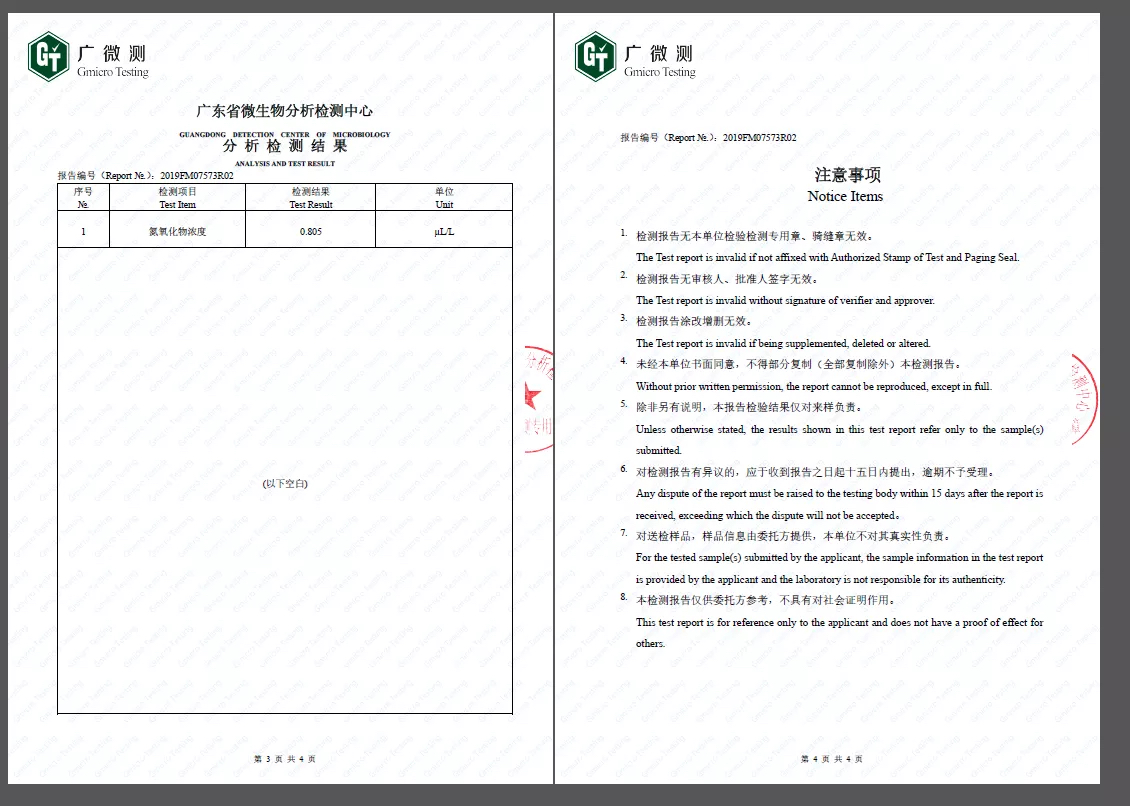 GT 广微测
Gmicro Testing
广东省微生物分析检测中心
GUANGDONG DETECTION CENTER OF MICROBIOLOGY
分析检测结果
ANALYSIS AND TEST RESULT
报告编号（Report №.）：2019FM07573R02
序号 检测项目 检测结果 单位
№. Test Item Test Result Unit
1 氮氧化物浓度 0.805 μL/L
(以下空白)
第 3 页 共 4 页
GT 广微测
Gmicro Testing
报告编号（Report №.）：2019FM07573R02
注意事项
Notice Items
1. 检测报告无本单位检验检测专用章、骑缝章无效。
The Test report is invalid if not affixed with Authorized Stamp of Test and Paging Seal.
2. 检测报告无审核人、批准人签字无效。
The Test report is invalid without signature of verifier and approver.
3. 检测报告涂改增删无效。
The Test report is invalid if being supplemented, deleted or altered.
4. 未经本单位书面同意，不得部分复制（全部复制除外）本检测报告。
Without prior written permission, the report cannot be reproduced, except in full.
5. 除非另有说明，本报告检验结果仅对来样负责。
Unless otherwise stated, the results shown in this test report refer only to the sample(s)
submitted.
6. 对检测报告有异议的，应于收到报告之日起十五日内提出，逾期不予受理。
Any dispute of the report must be raised to the testing body within 15 days after the report is
received, exceeding which the dispute will not be accepted。
7. 对送检样品，样品信息由委托方提供，本单位不对其真实性负责。
For the tested sample(s) submitted by the applicant, the sample information in the test report
is provided by the applicant and the laboratory is not responsible for its authenticity.
8. 本检测报告仅供委托方参考，不具有对社会证明作用。
This test report is for reference only to the applicant and does not have a proof of effect for
others.
第 4 页 共 4 页